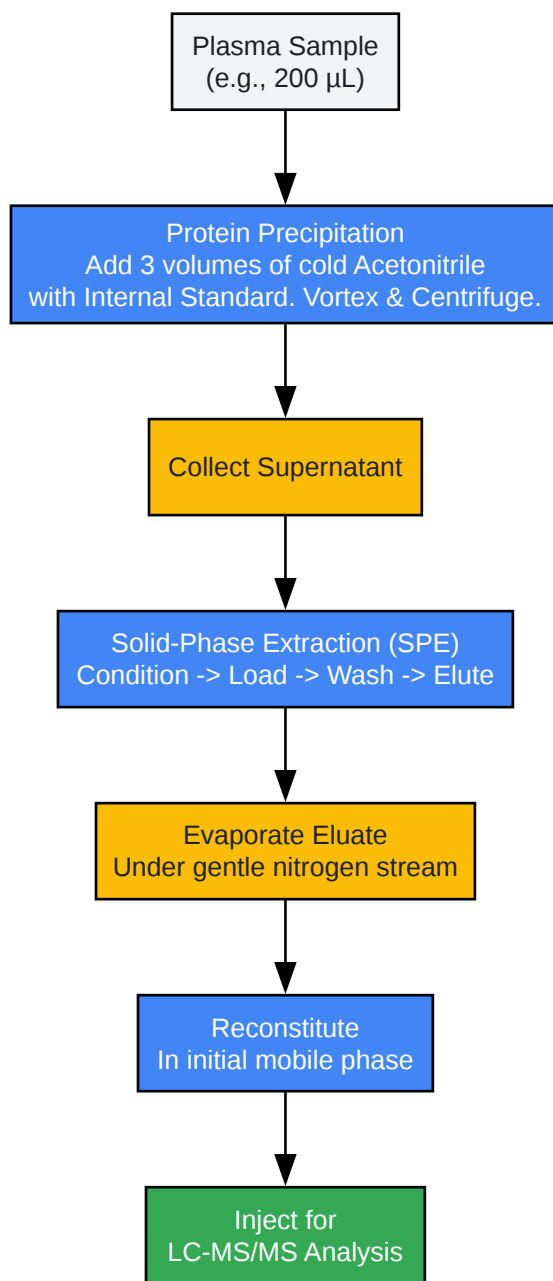 Plasma Sample
(e.g., 200 µL)
Protein Precipitation
Add 3 volumes of cold Acetonitrile
with Internal Standard. Vortex & Centrifuge.
Collect Supernatant
Solid-Phase Extraction (SPE)
Condition -> Load -> Wash -> Elute
Evaporate Eluate
Under gentle nitrogen stream
Reconstitute
In initial mobile phase
Inject for
LC-MS/MS Analysis